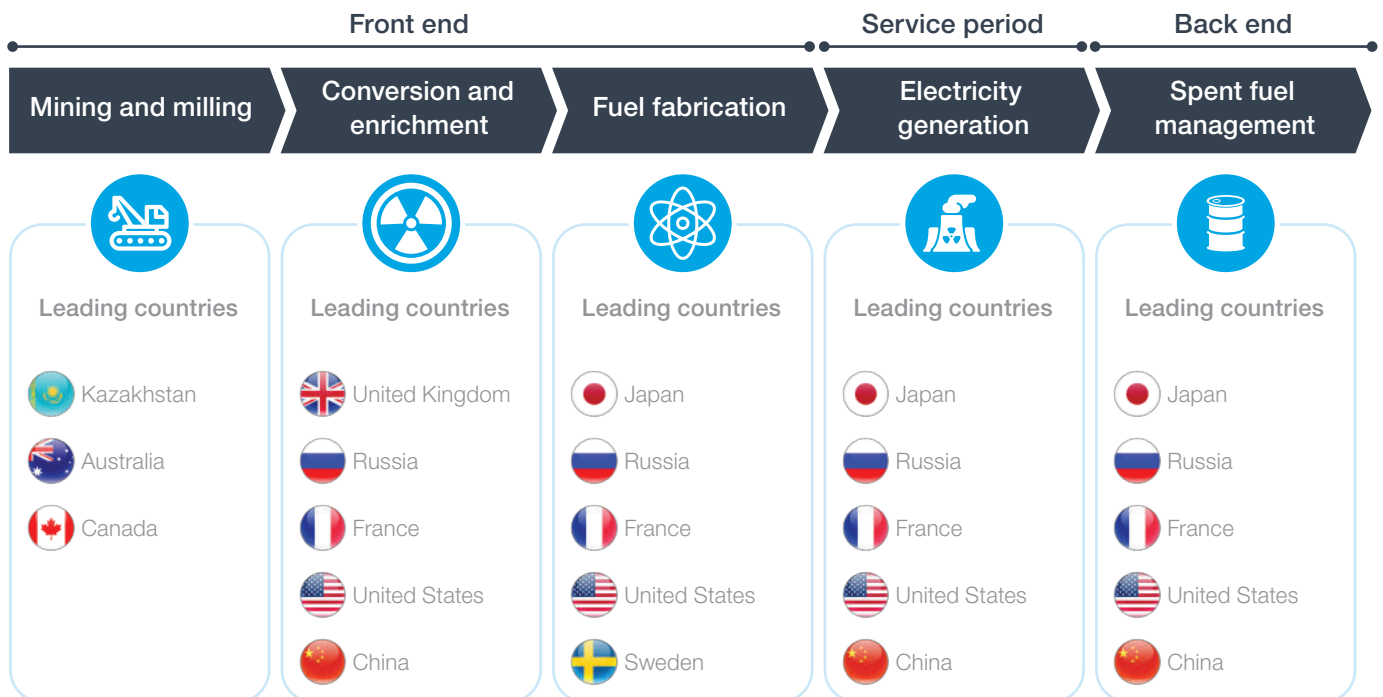 Front end
Service period
Back end
Mining and milling
Conversion and
enrichment
Fuel fabrication
Electricity
generation
Spent fuel
management
Leading countries
Kazakhstan
Australia
Canada
Leading countries
United Kingdom
Russia
France
United States
China
Leading countries
Japan
Russia
France
United States
Sweden
Leading countries
Japan
Russia
France
United States
China
Leading countries
Japan
Russia
France
United States
China